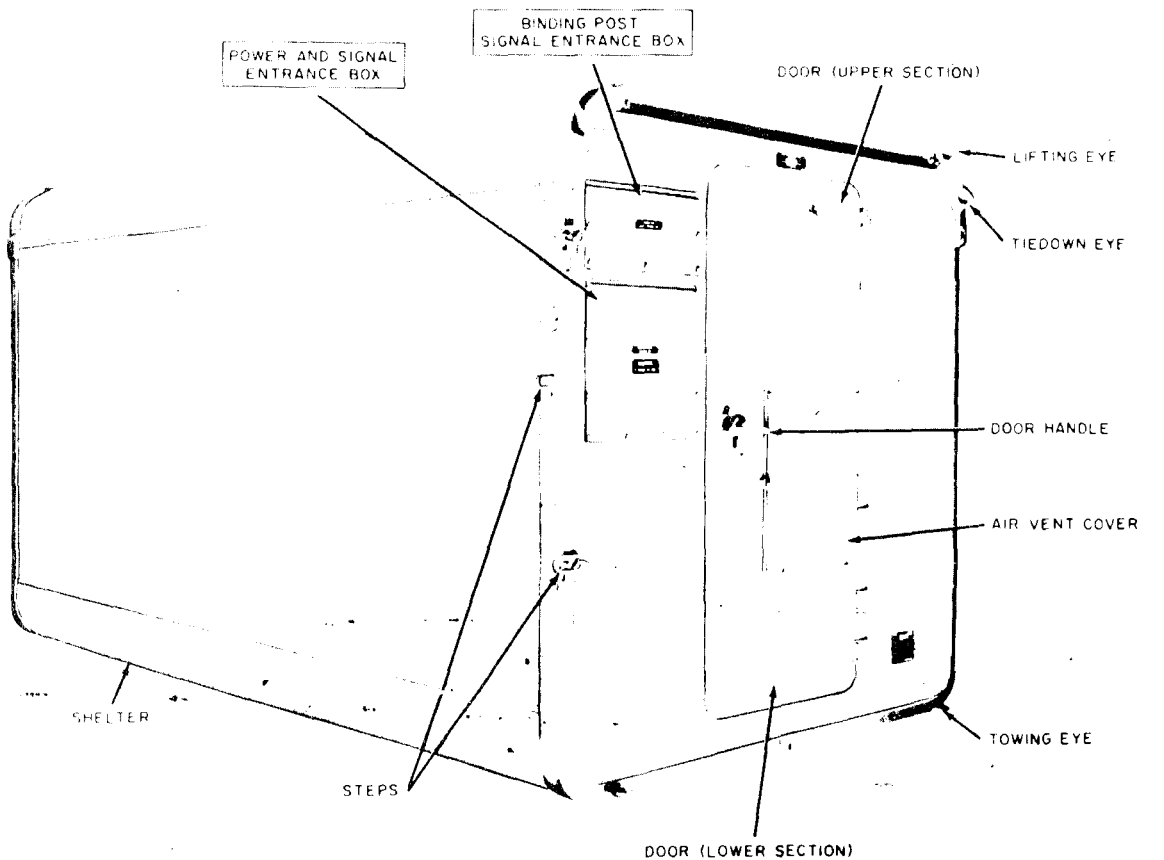 BINDING POST
SIGNAL ENTRANCE BOX
POWER AND SIGNAL
ENTRANCE BOX
DOOR (UPPER SECTION)
LIFTING EYE
TIEDOWN EYE
DOOR HANDLE
AIR VENT COVER
SHELTER
TOWING EYE
STEPS
DOOR (LOWER SECTION)